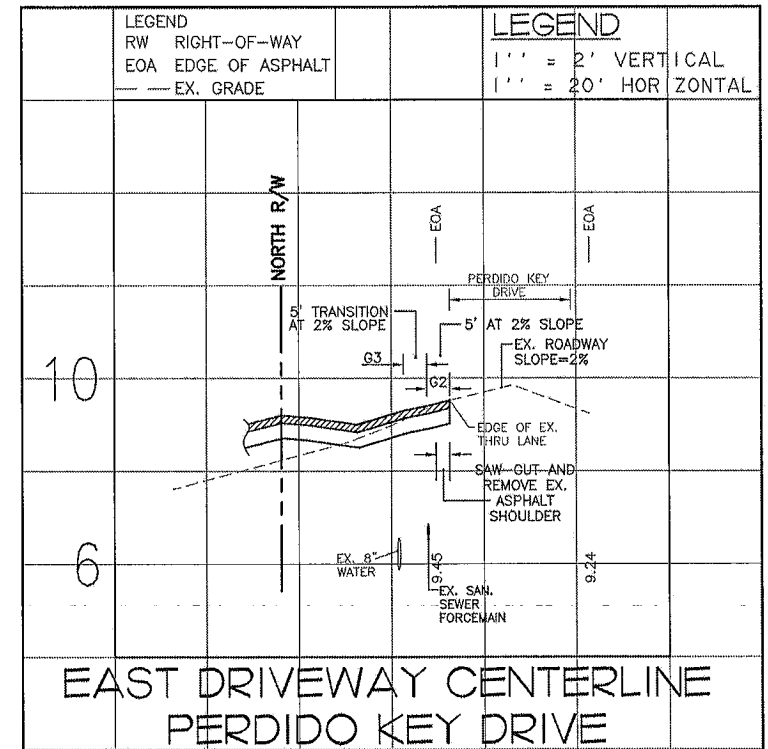 LEGEND
RW RIGHT-OF-WAY
EOA EDGE OF ASPHALT
EX. GRADE
LEGEND
1'' = 2' VERTICAL
1'' = 20' HOR ZONTAL
NORTH R/W
EOA
EOA
PERDIDO KEY
DRIVE
5' TRANSITION
AT 2% SLOPE
5' AT 2% SLOPE
EX. ROADWAY
SLOPE=2%
G3
10
G2
EDGE OF EX.
THRU LANE
SAW-GUT AND
REMOVE EX.
ASPHALT
SHOULDER
6
EX. 8"
WATER
9.45
9.24
EX. SAN.
SEWER
FORCEMAIN
EAST DRIVEWAY CENTERLINE
PERDIDO KEY DRIVE